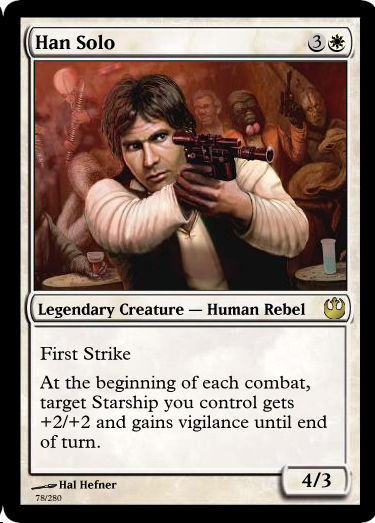 Han Solo 3
Legendary Creature — Human Rebel
First Strike
At the beginning of each combat,
target Starship you control gets
+2/+2 and gains vigilance until end
of turn.
4/3
Hal Hefner
78/280